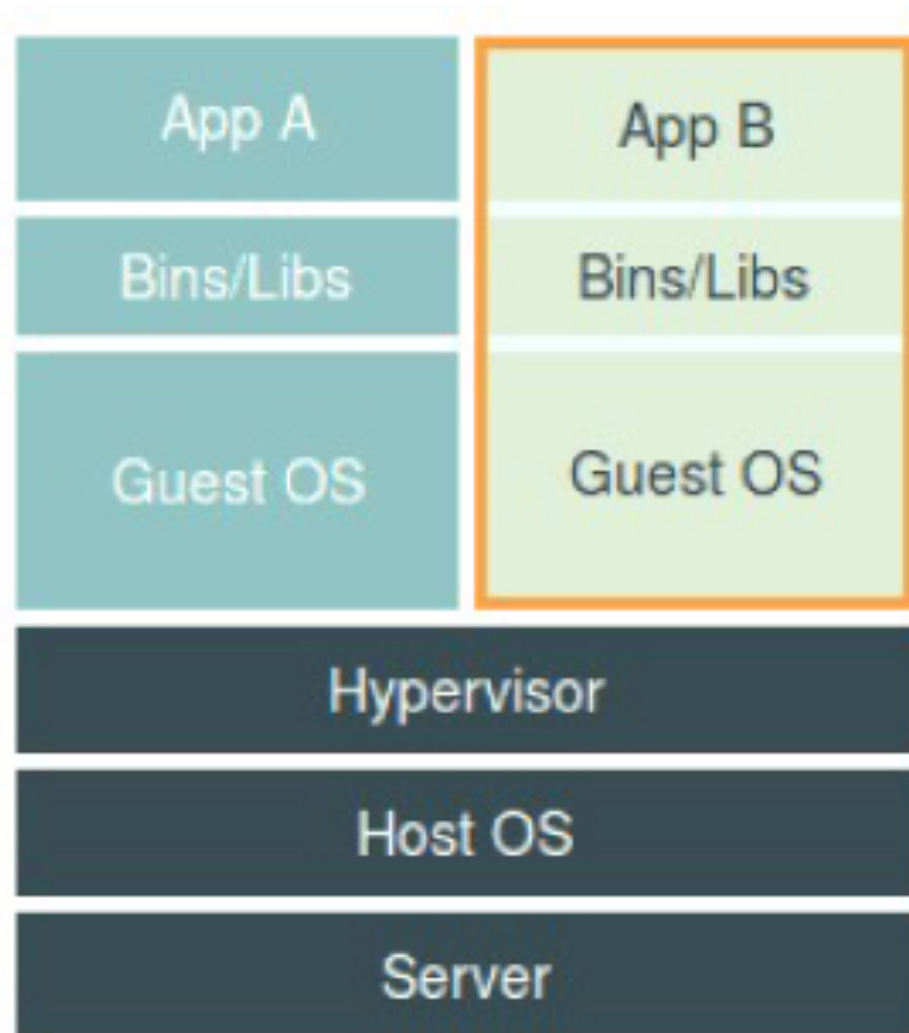 App A
App B
Bins/Libs
Bins/Libs
Guest OS
Guest OS
Hypervisor
Host OS
Server